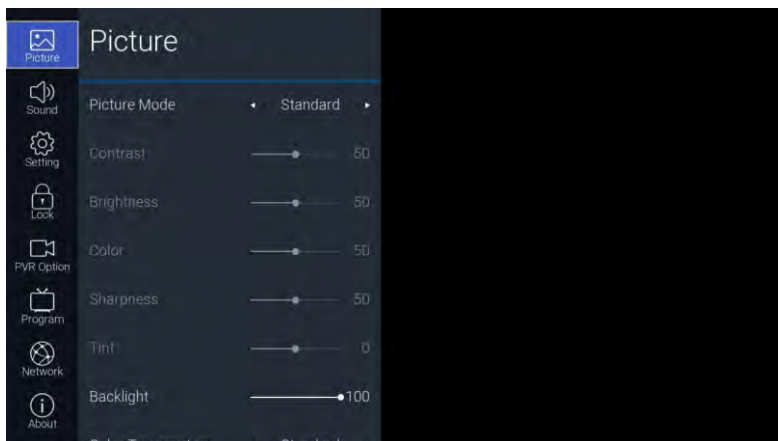 Picture
Sound
Setting
Lock
PVR Option
Program
Network
About
Picture
Picture Mode Standard
Contrast 50
Brightness 50
Color 50
Sharpness 50
Tint 0
Backlight 100